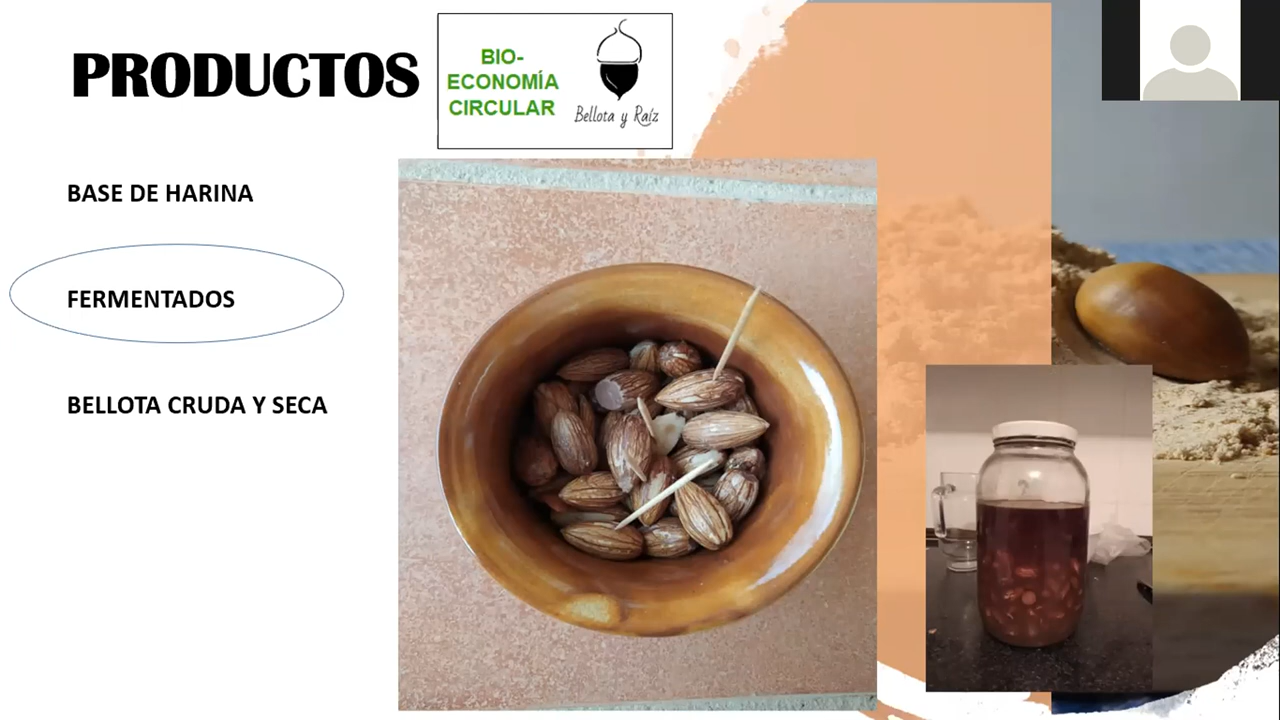 PRODUCTOS
BIO-
ECONOMÍA
CIRCULAR
Bellota y Raíz
BASE DE HARINA
FERMENTADOS
BELLOTA CRUDA Y SECA